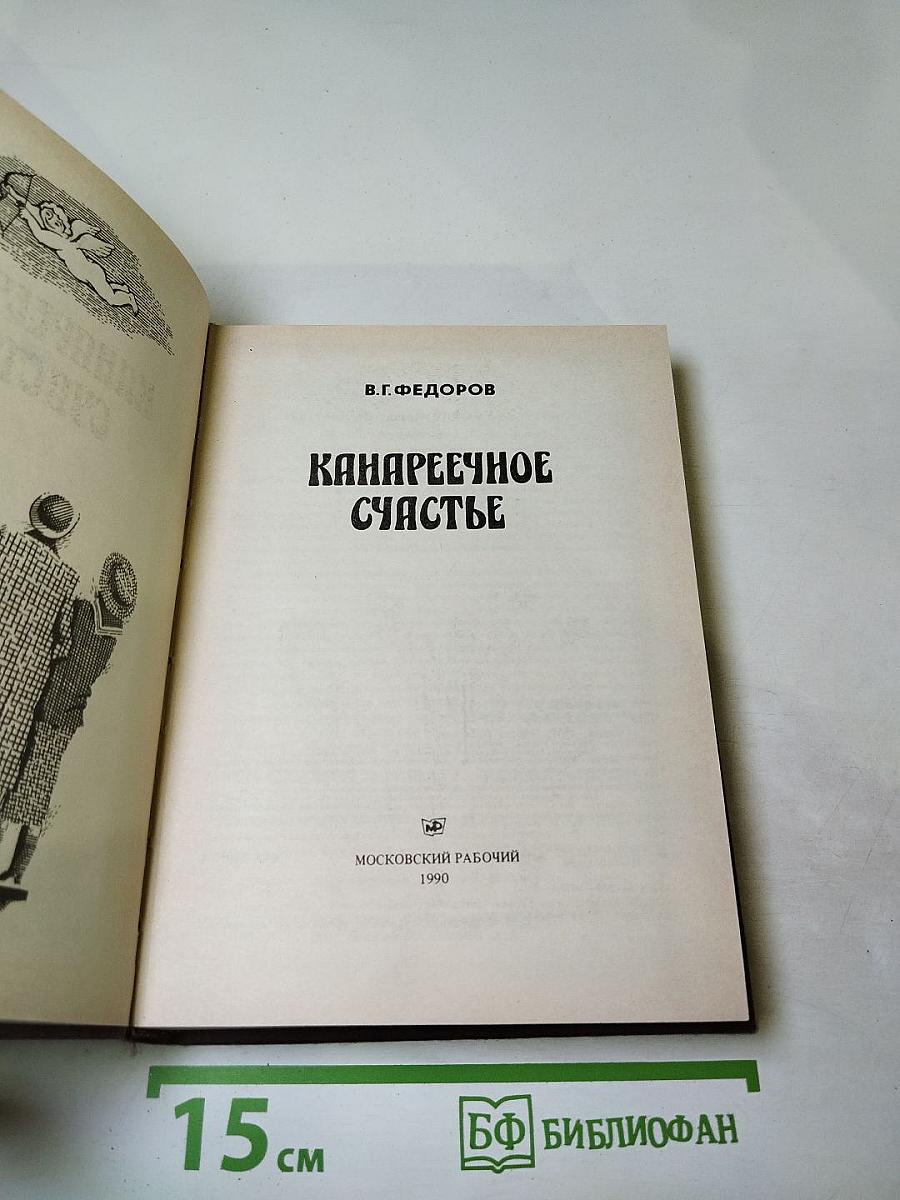 В.Г.ФЕДОРОВ
КАНАРЕЕЧНОЕ
СЧАСТЬЕ
МР
МОСКОВСКИЙ РАБОЧИЙ
1990
15 см
БФ БИБЛИОФАН